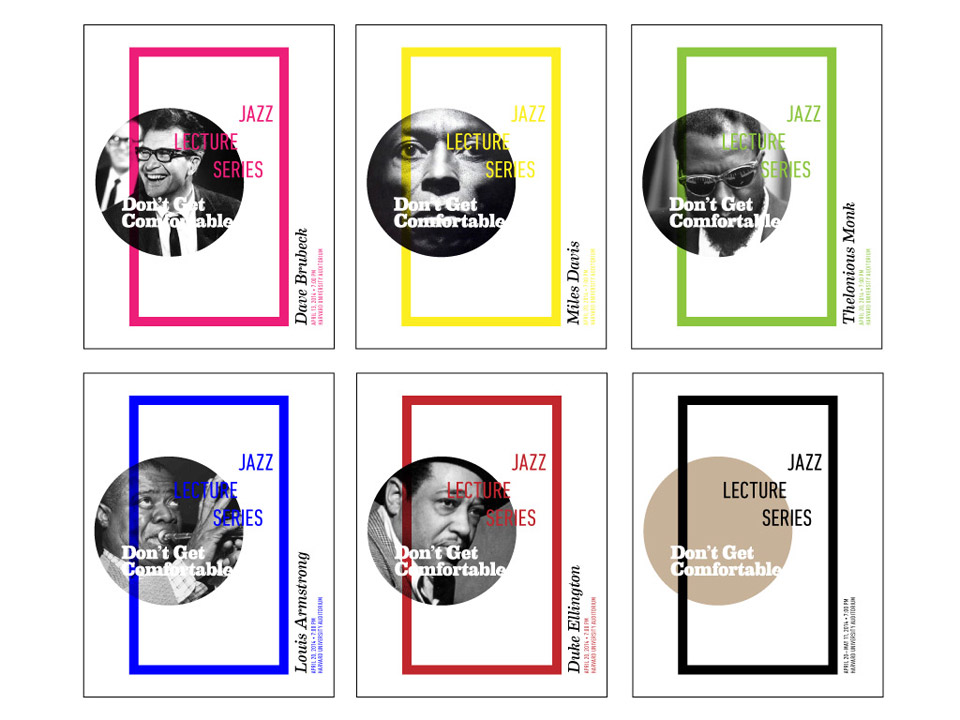 JAZZ
LECTURE
SERIES
Don't Get
Comfortable
Dave Brubeck
APRIL 13, 2014 • 7:00 PM
HARVARD UNIVERSITY AUDITORIUM
JAZZ
LECTURE
SERIES
Don't Get
Comfortable
Miles Davis
HARVARD UNIVERSITY AUDITORIUM
JAZZ
LECTURE
SERIES
Don't Get
Comfortable
Thelonious Monk
APRIL 20, 2014 • 7:00 PM
HARVARD UNIVERSITY AUDITORIUM
JAZZ
LECTURE
SERIES
Don't Get
Comfortable
Louis Armstrong
APRIL 20, 2014 • 7:00 PM
HARVARD UNIVERSITY AUDITORIUM
JAZZ
LECTURE
SERIES
Don't Get
Comfortable
Duke Ellington
APRIL 20, 2014 • 7:00 PM
HARVARD UNIVERSITY AUDITORIUM
JAZZ
LECTURE
SERIES
Don't Get
Comfortable
APRIL 20–MAY 11, 2014 • 7:00 PM
HARVARD UNIVERSITY AUDITORIUM